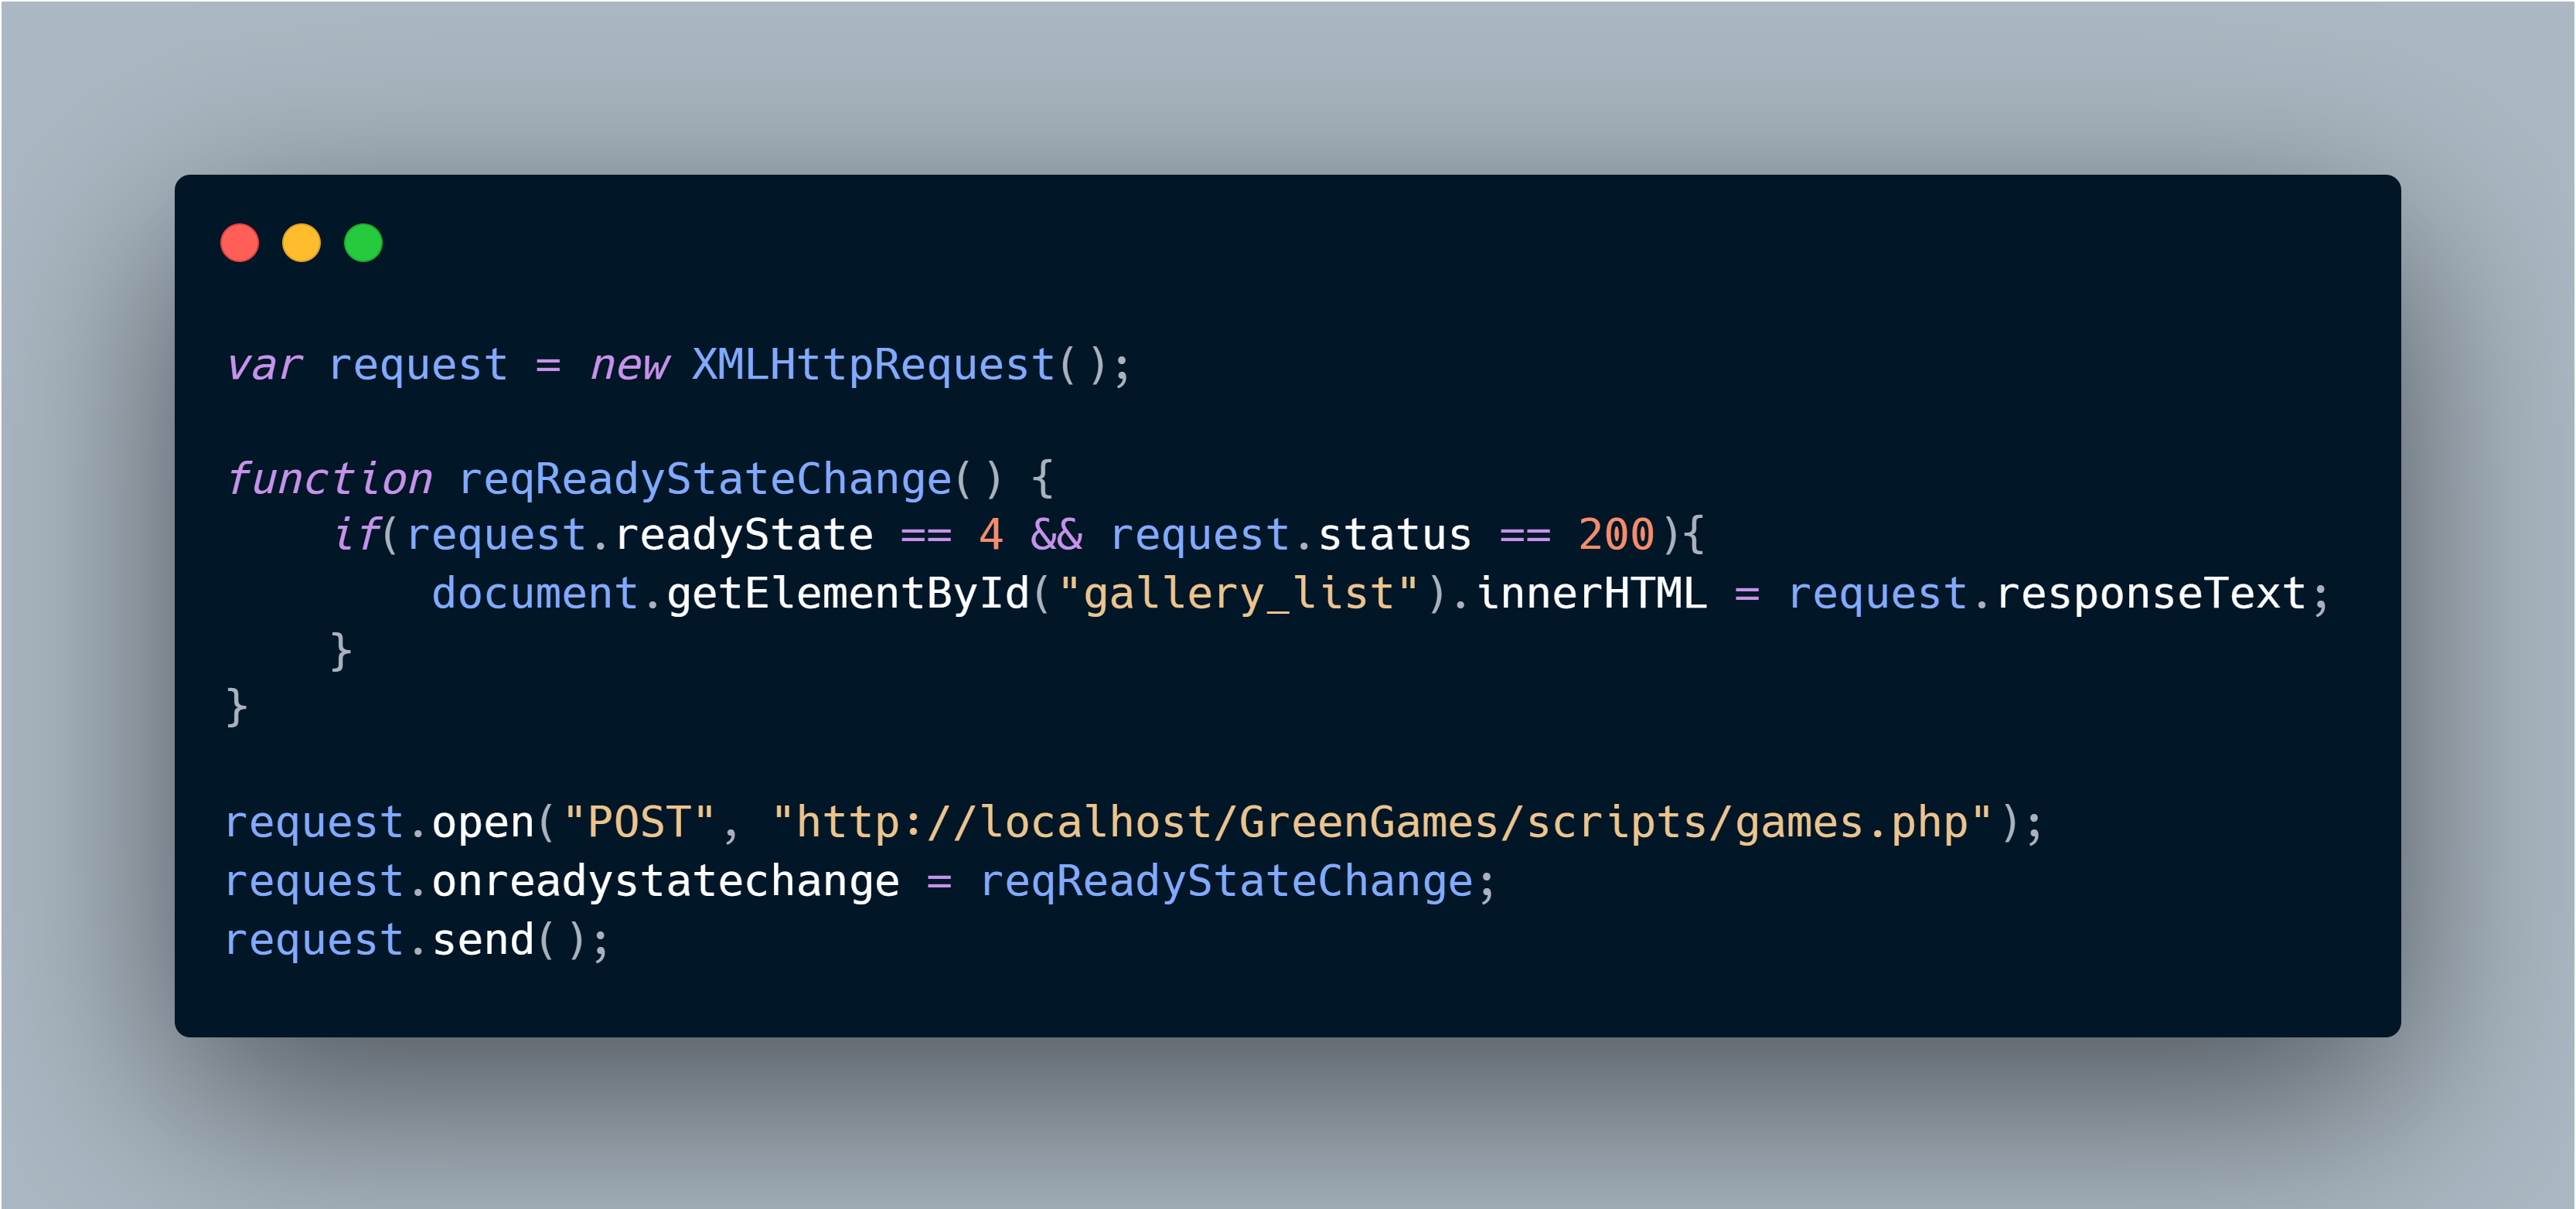 var request = new XMLHttpRequest();
function reqReadyStateChange() {
    if(request.readyState == 4 && request.status == 200){
        document.getElementById("gallery_list").innerHTML = request.responseText;
    }
}
request.open("POST", "http://localhost/GreenGames/scripts/games.php");
request.onreadystatechange = reqReadyStateChange;
request.send();